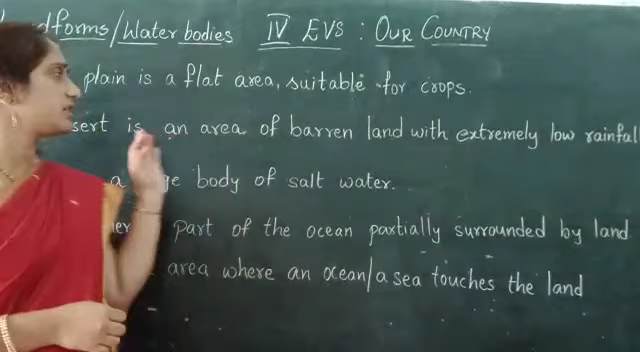 dforms/Water bodies IV EVS : OUR COUNTRY
plain is a flat area, suitable for crops.
sert is an area of barren land with extremely low rainfal
a ge body of salt water.
part of the ocean partially surrounded by land
area where an ocean/a sea touches the land